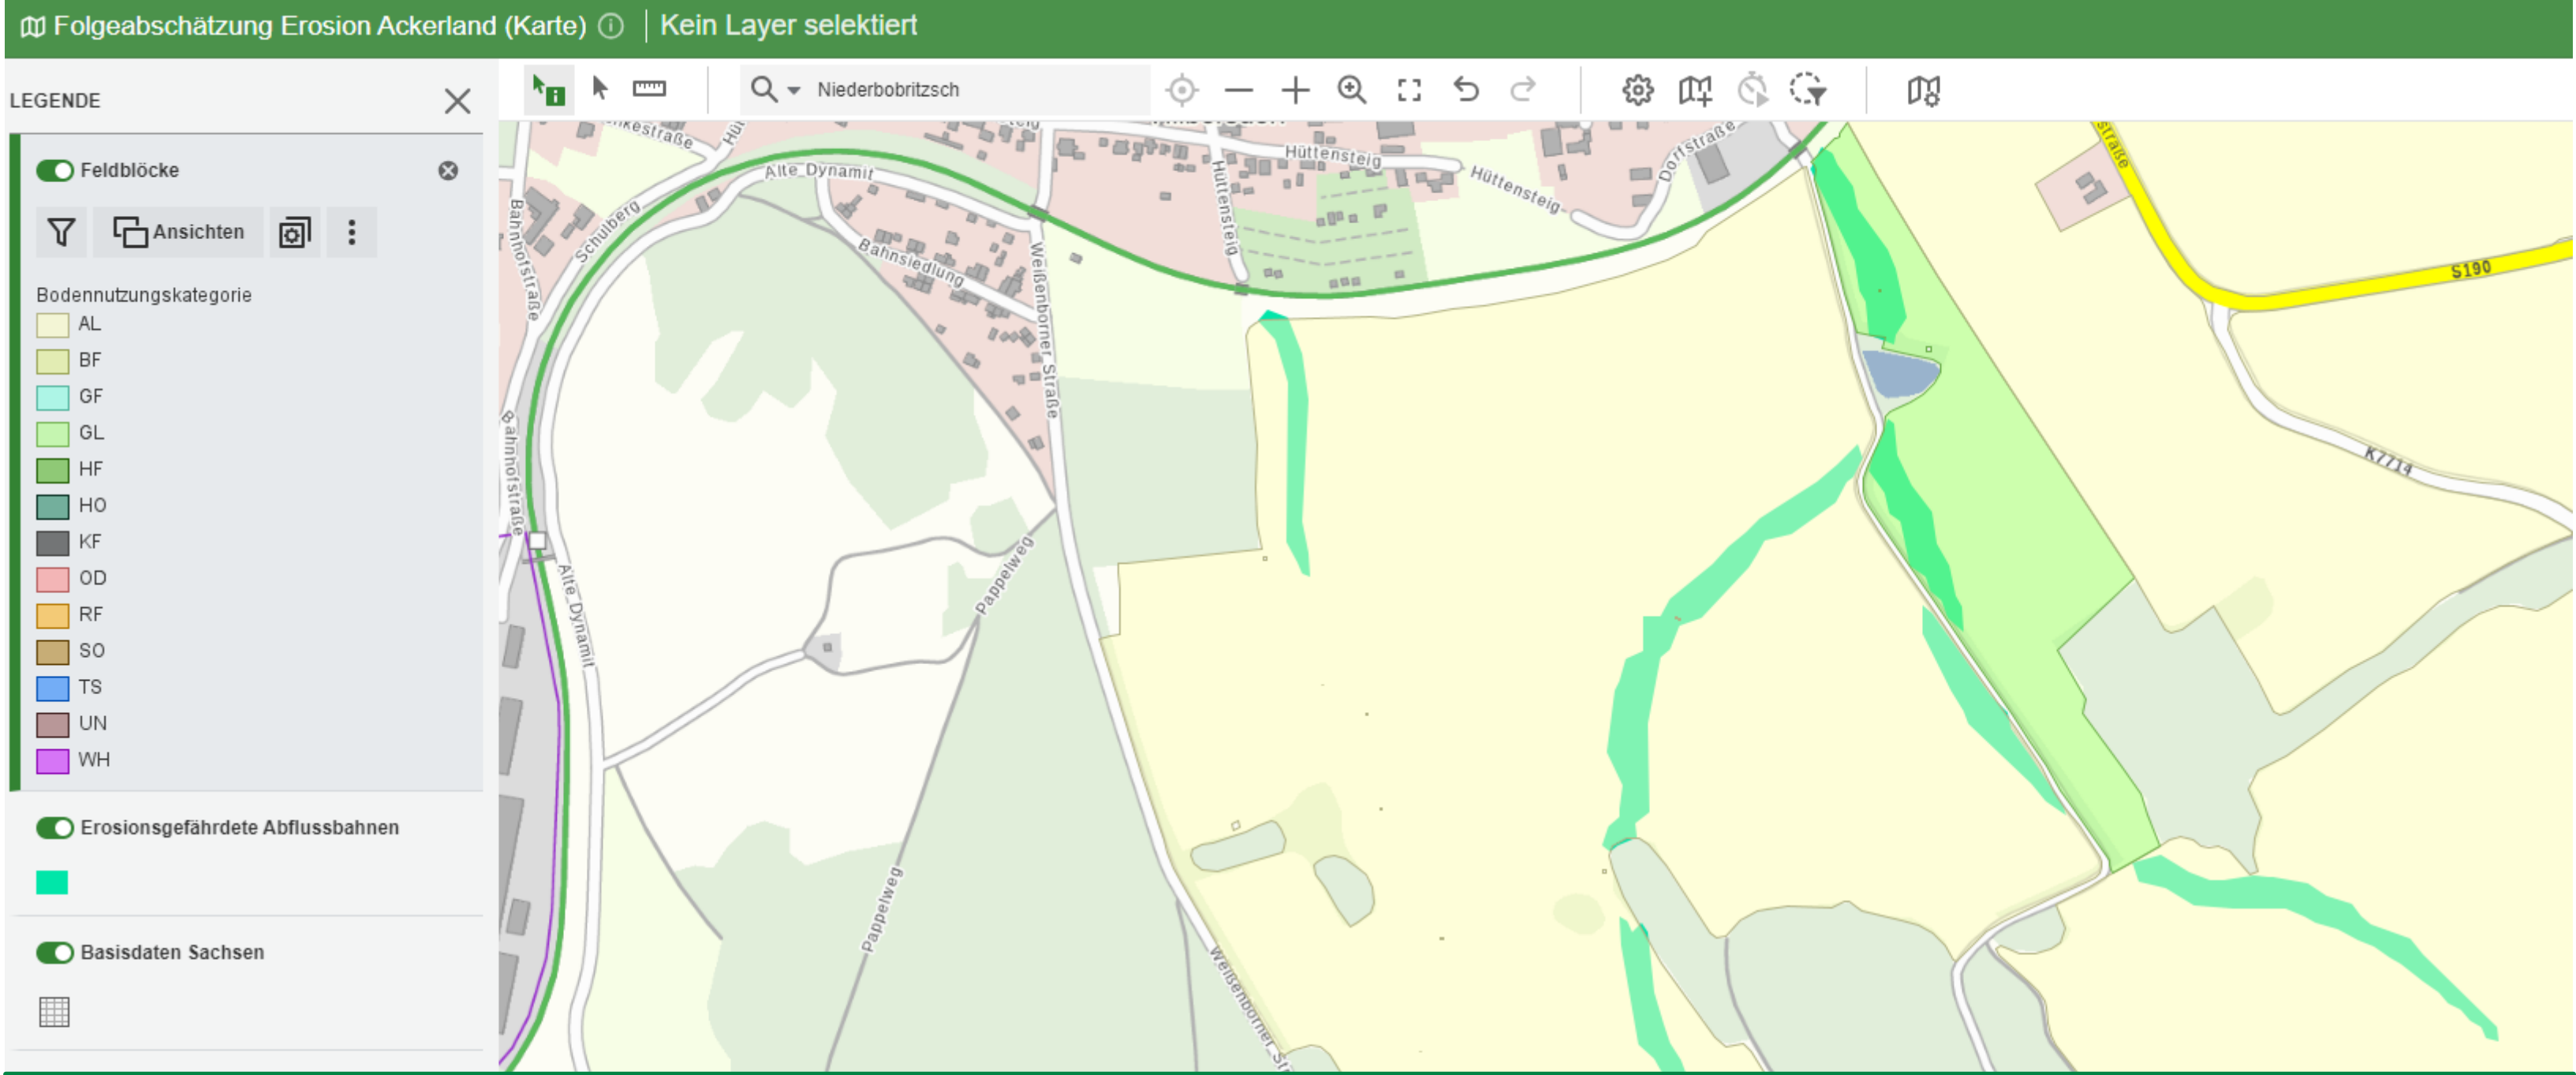 Folgeabschätzung Erosion Ackerland (Karte) i | Kein Layer selektiert
LEGENDE
Niederbobritzsch
Feldblöcke
Ansichten
Bodennutzungskategorie
AL
BF
GF
GL
HF
HO
KF
OD
RF
SO
TS
UN
WH
Erosionsgefährdete Abflussbahnen
Basisdaten Sachsen
Hüttensteig
Dorfstraße
Alte Dynamit
Hüttensteig
Hüttensteig
Schulberg
Bahnhofstraße
Bahnsiedlung
Weißenborner Straße
S190
K7714
Bahnhofstraße
Pappelweg
Alte Dynamit
Pappelweg
Weißenborner Str
straße